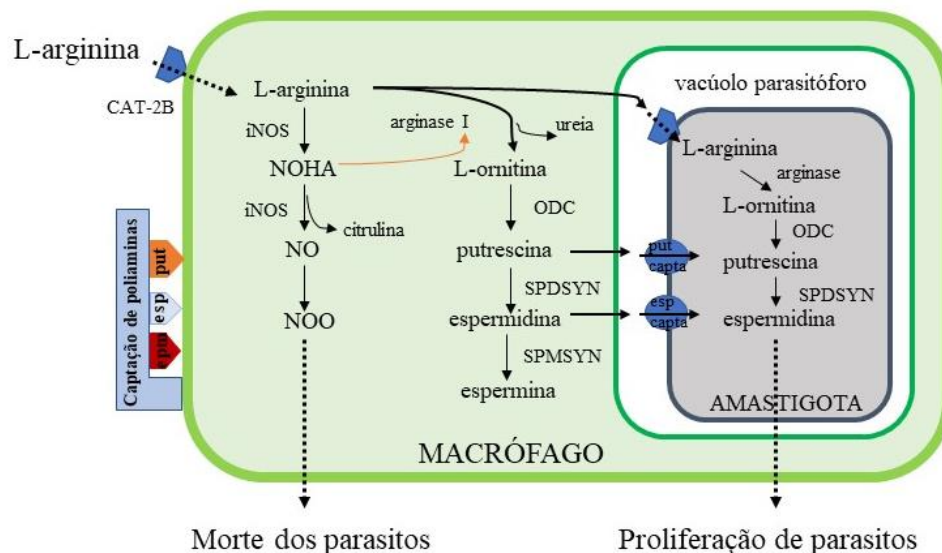 L-arginina
CAT-2B
L-arginina
iNOS
NOHA
iNOS
citrulina
NO
NOO
arginase I
ureia
L-ornitina
ODC
putrescina
SPDSYN
espermidina
SPMSYN
espermina
vacúolo parasitóforo
L-arginina
arginase
L-ornitina
ODC
putrescina
SPDSYN
espermidina
put
capta
esp
capta
AMASTIGOTA
MACRÓFAGO
Captação de poliaminas
put
esp
epm
Morte dos parasitos
Proliferação de parasitos